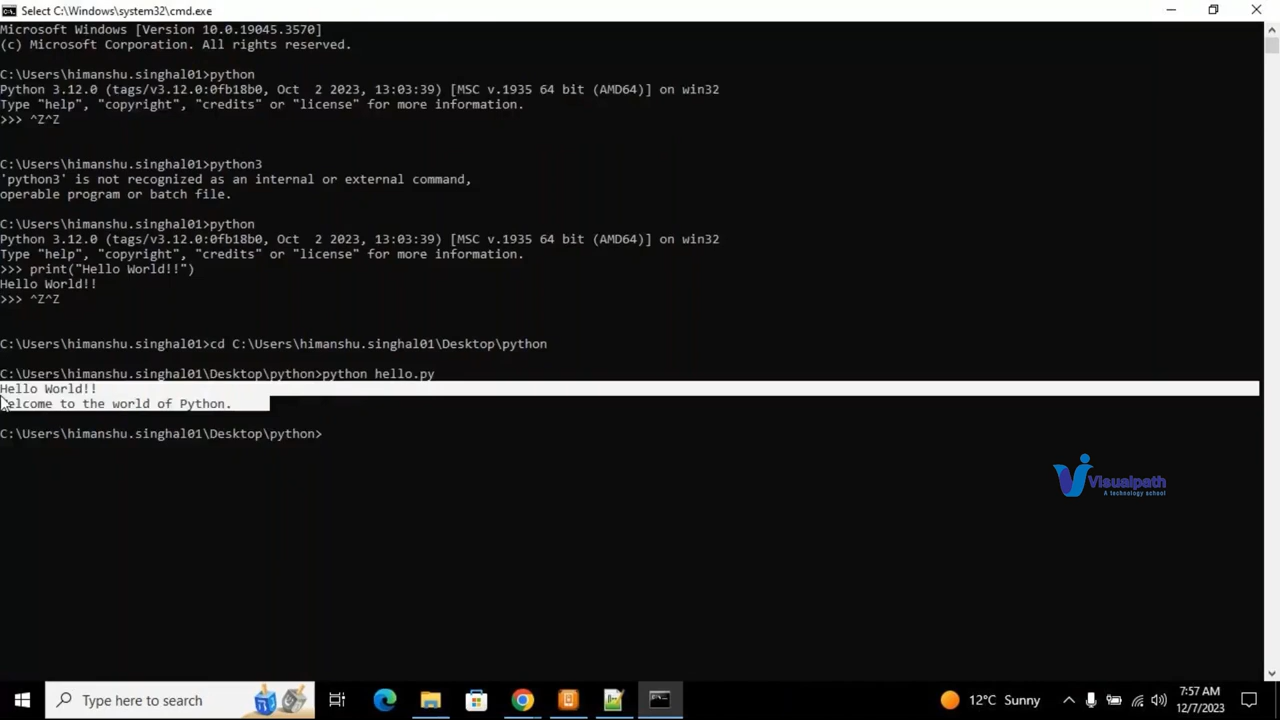 Select C:\Windows\system32\cmd.exe
Microsoft Windows [Version 10.0.19045.3570]
(c) Microsoft Corporation. All rights reserved.
C:\Users\himanshu.singhal01>python
Python 3.12.0 (tags/v3.12.0:0fb18b0, Oct  2 2023, 13:03:39) [MSC v.1935 64 bit (AMD64)] on win32
Type "help", "copyright", "credits" or "license" for more information.
>>> ^Z^Z
C:\Users\himanshu.singhal01>python3
'python3' is not recognized as an internal or external command,
operable program or batch file.
C:\Users\himanshu.singhal01>python
Python 3.12.0 (tags/v3.12.0:0fb18b0, Oct  2 2023, 13:03:39) [MSC v.1935 64 bit (AMD64)] on win32
Type "help", "copyright", "credits" or "license" for more information.
>>> print("Hello World!!")
Hello World!!
>>> ^Z^Z
C:\Users\himanshu.singhal01>cd C:\Users\himanshu.singhal01\Desktop\python
C:\Users\himanshu.singhal01\Desktop\python>python hello.py
Hello World!!
Welcome to the world of Python.
C:\Users\himanshu.singhal01\Desktop\python>
Visualpath
A technology school
Type here to search
12°C Sunny
7:57 AM
12/7/2023